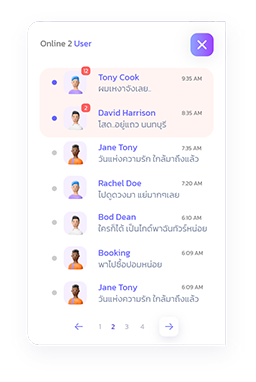 Online 2 User
12
Tony Cook
9:35 AM
ผมเหงาจังเลย..
2
David Harrison
8:35 AM
โสด..อยู่แถว นนทบุรี
Jane Tony
7:35 AM
วันแห่งความรัก ใกล้มาถึงแล้ว
Rachel Doe
7:20 AM
ไปดูดวงมา แย่มากๆเลย
Bod Dean
6:10 AM
ใครก็ได้ เป็นไกด์พาฉันทัวร์หน่อย
Booking
6:09 AM
พาไปซื้อปอมหน่อย
Jane Tony
6:09 AM
วันแห่งความรัก ใกล้มาถึงแล้ว
1 2 3 4